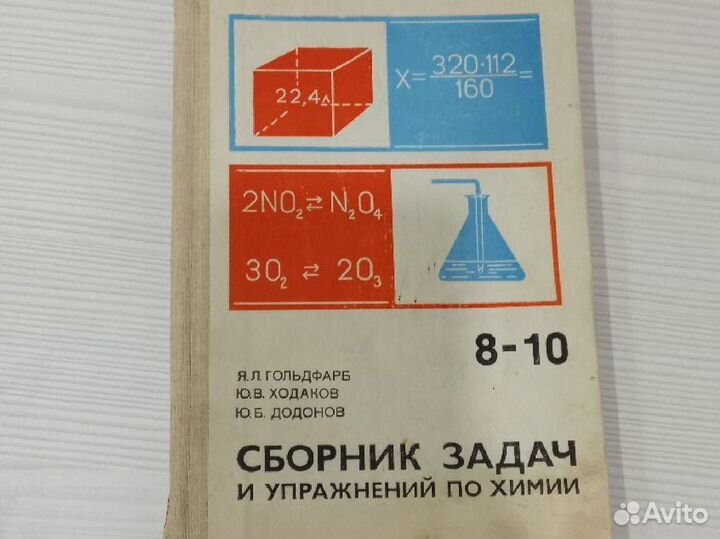 22,4л
X = 320·112 / 160 =
2NO₂ ⇄ N₂O₄
3O₂ ⇄ 2O₃
8-10
Я.Л.ГОЛЬДФАРБ
Ю.В. ХОДАКОВ
Ю.Б. ДОДОНОВ
СБОРНИК ЗАДАЧ
И УПРАЖНЕНИЙ ПО ХИМИИ
Avito